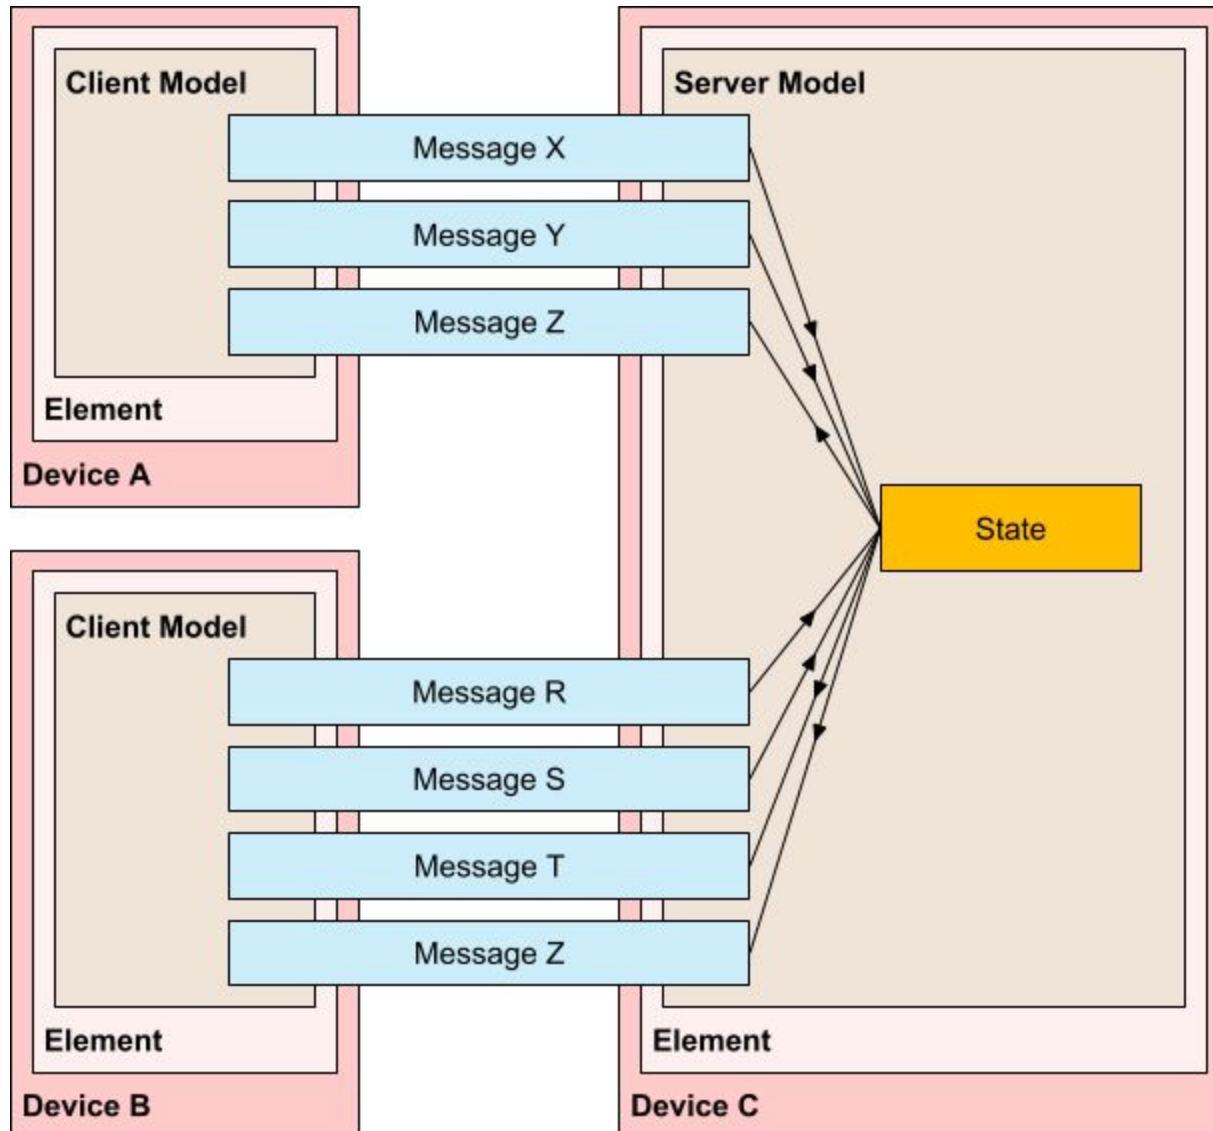 Client Model
Message X
Message Y
Message Z
Element
Device A
Client Model
Message R
Message S
Message T
Message Z
Element
Device B
Server Model
State
Element
Device C